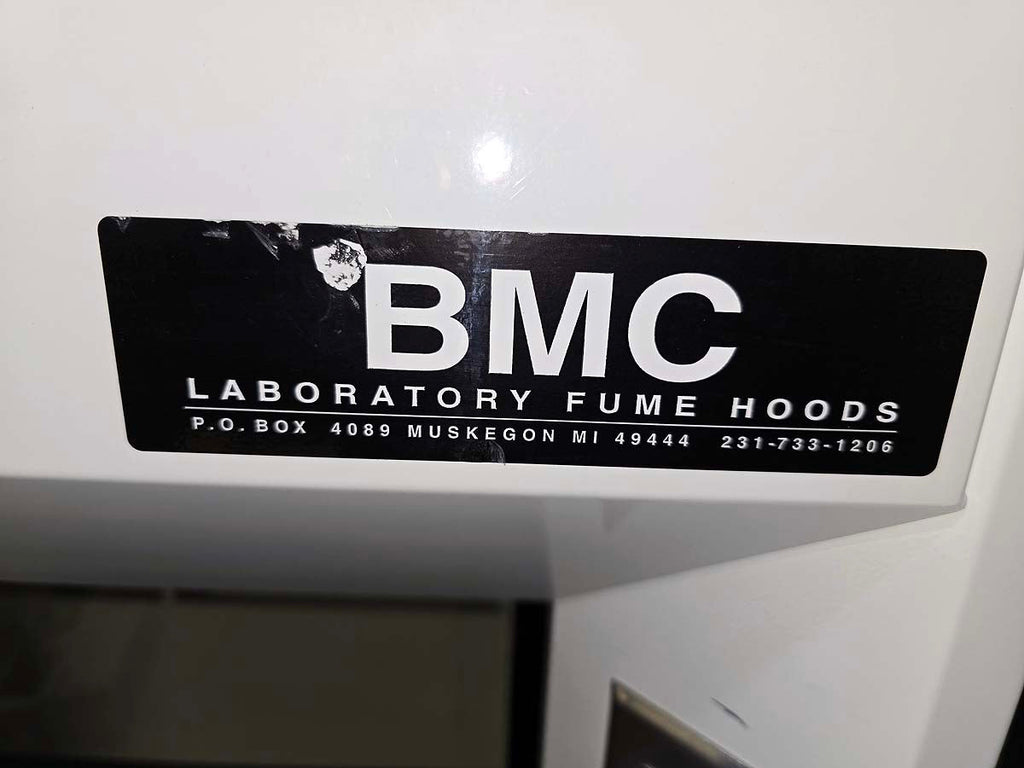 BMC
LABORATORY FUME HOODS
P.O. BOX 4089 MUSKEGON MI 49444 231-733-1206